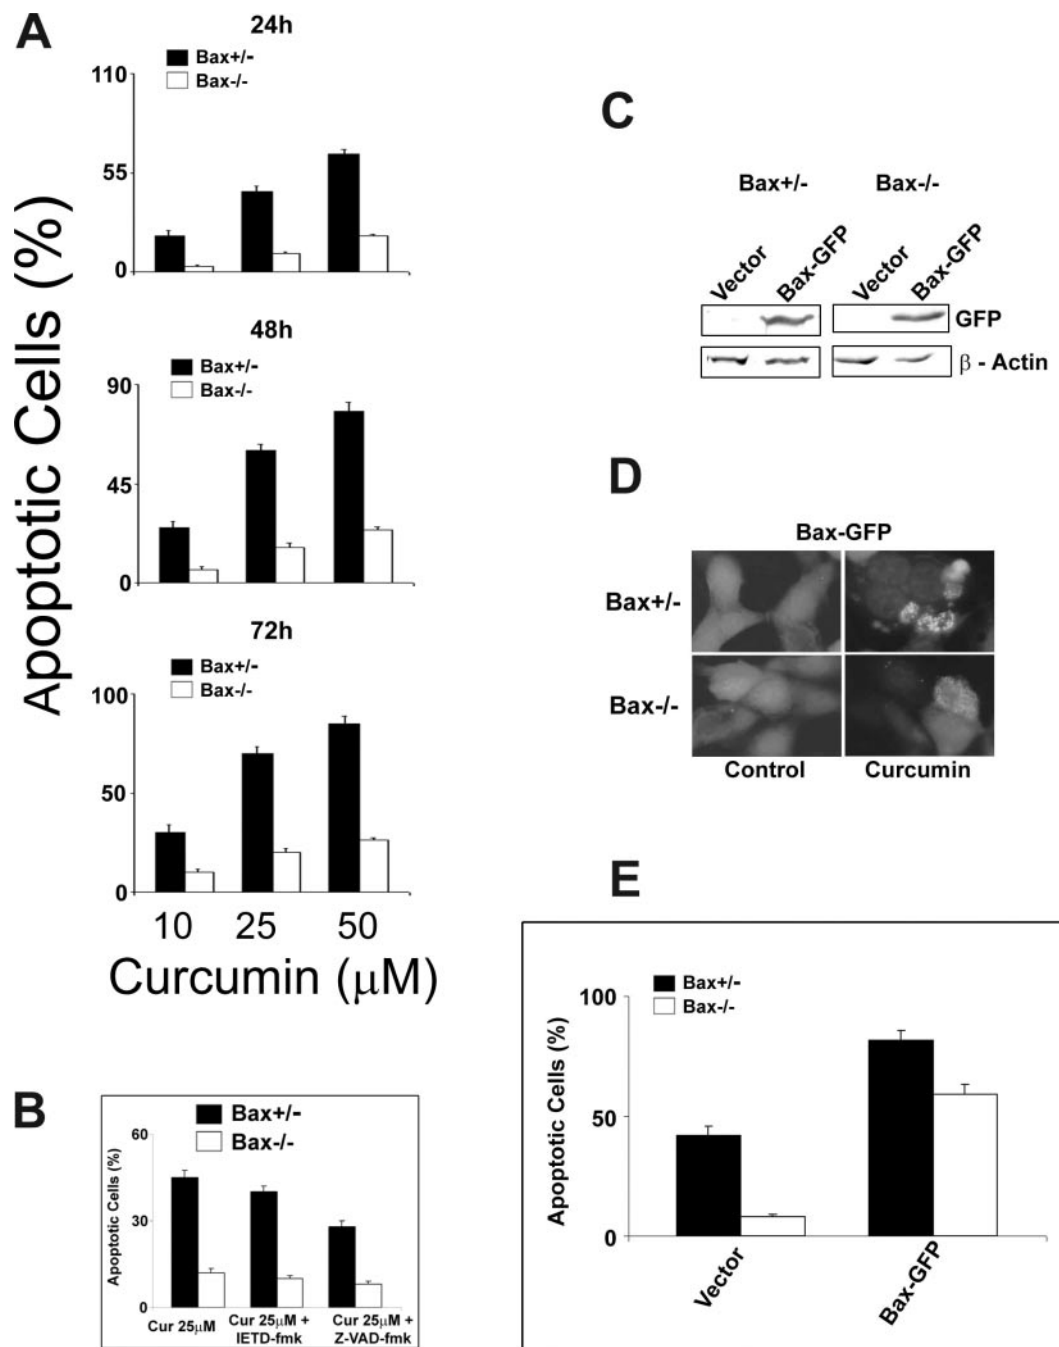 A
24h
Bax+/-
Bax-/-
110
55
0
48h
Bax+/-
Bax-/-
90
45
0
72h
Bax+/-
Bax-/-
100
50
0
Apoptotic Cells (%)
10 25 50
Curcumin (μM)
B
Bax+/-
Bax-/-
60
30
0
Apoptotic Cells (%)
Cur 25μM
Cur 25μM +
IETD-fmk
Cur 25μM +
Z-VAD-fmk
C
Bax+/- Bax-/-
Vector Bax-GFP Vector Bax-GFP
GFP
β - Actin
D
Bax-GFP
Bax+/-
Bax-/-
Control Curcumin
E
Bax+/-
Bax-/-
100
50
0
Apoptotic Cells (%)
Vector Bax-GFP